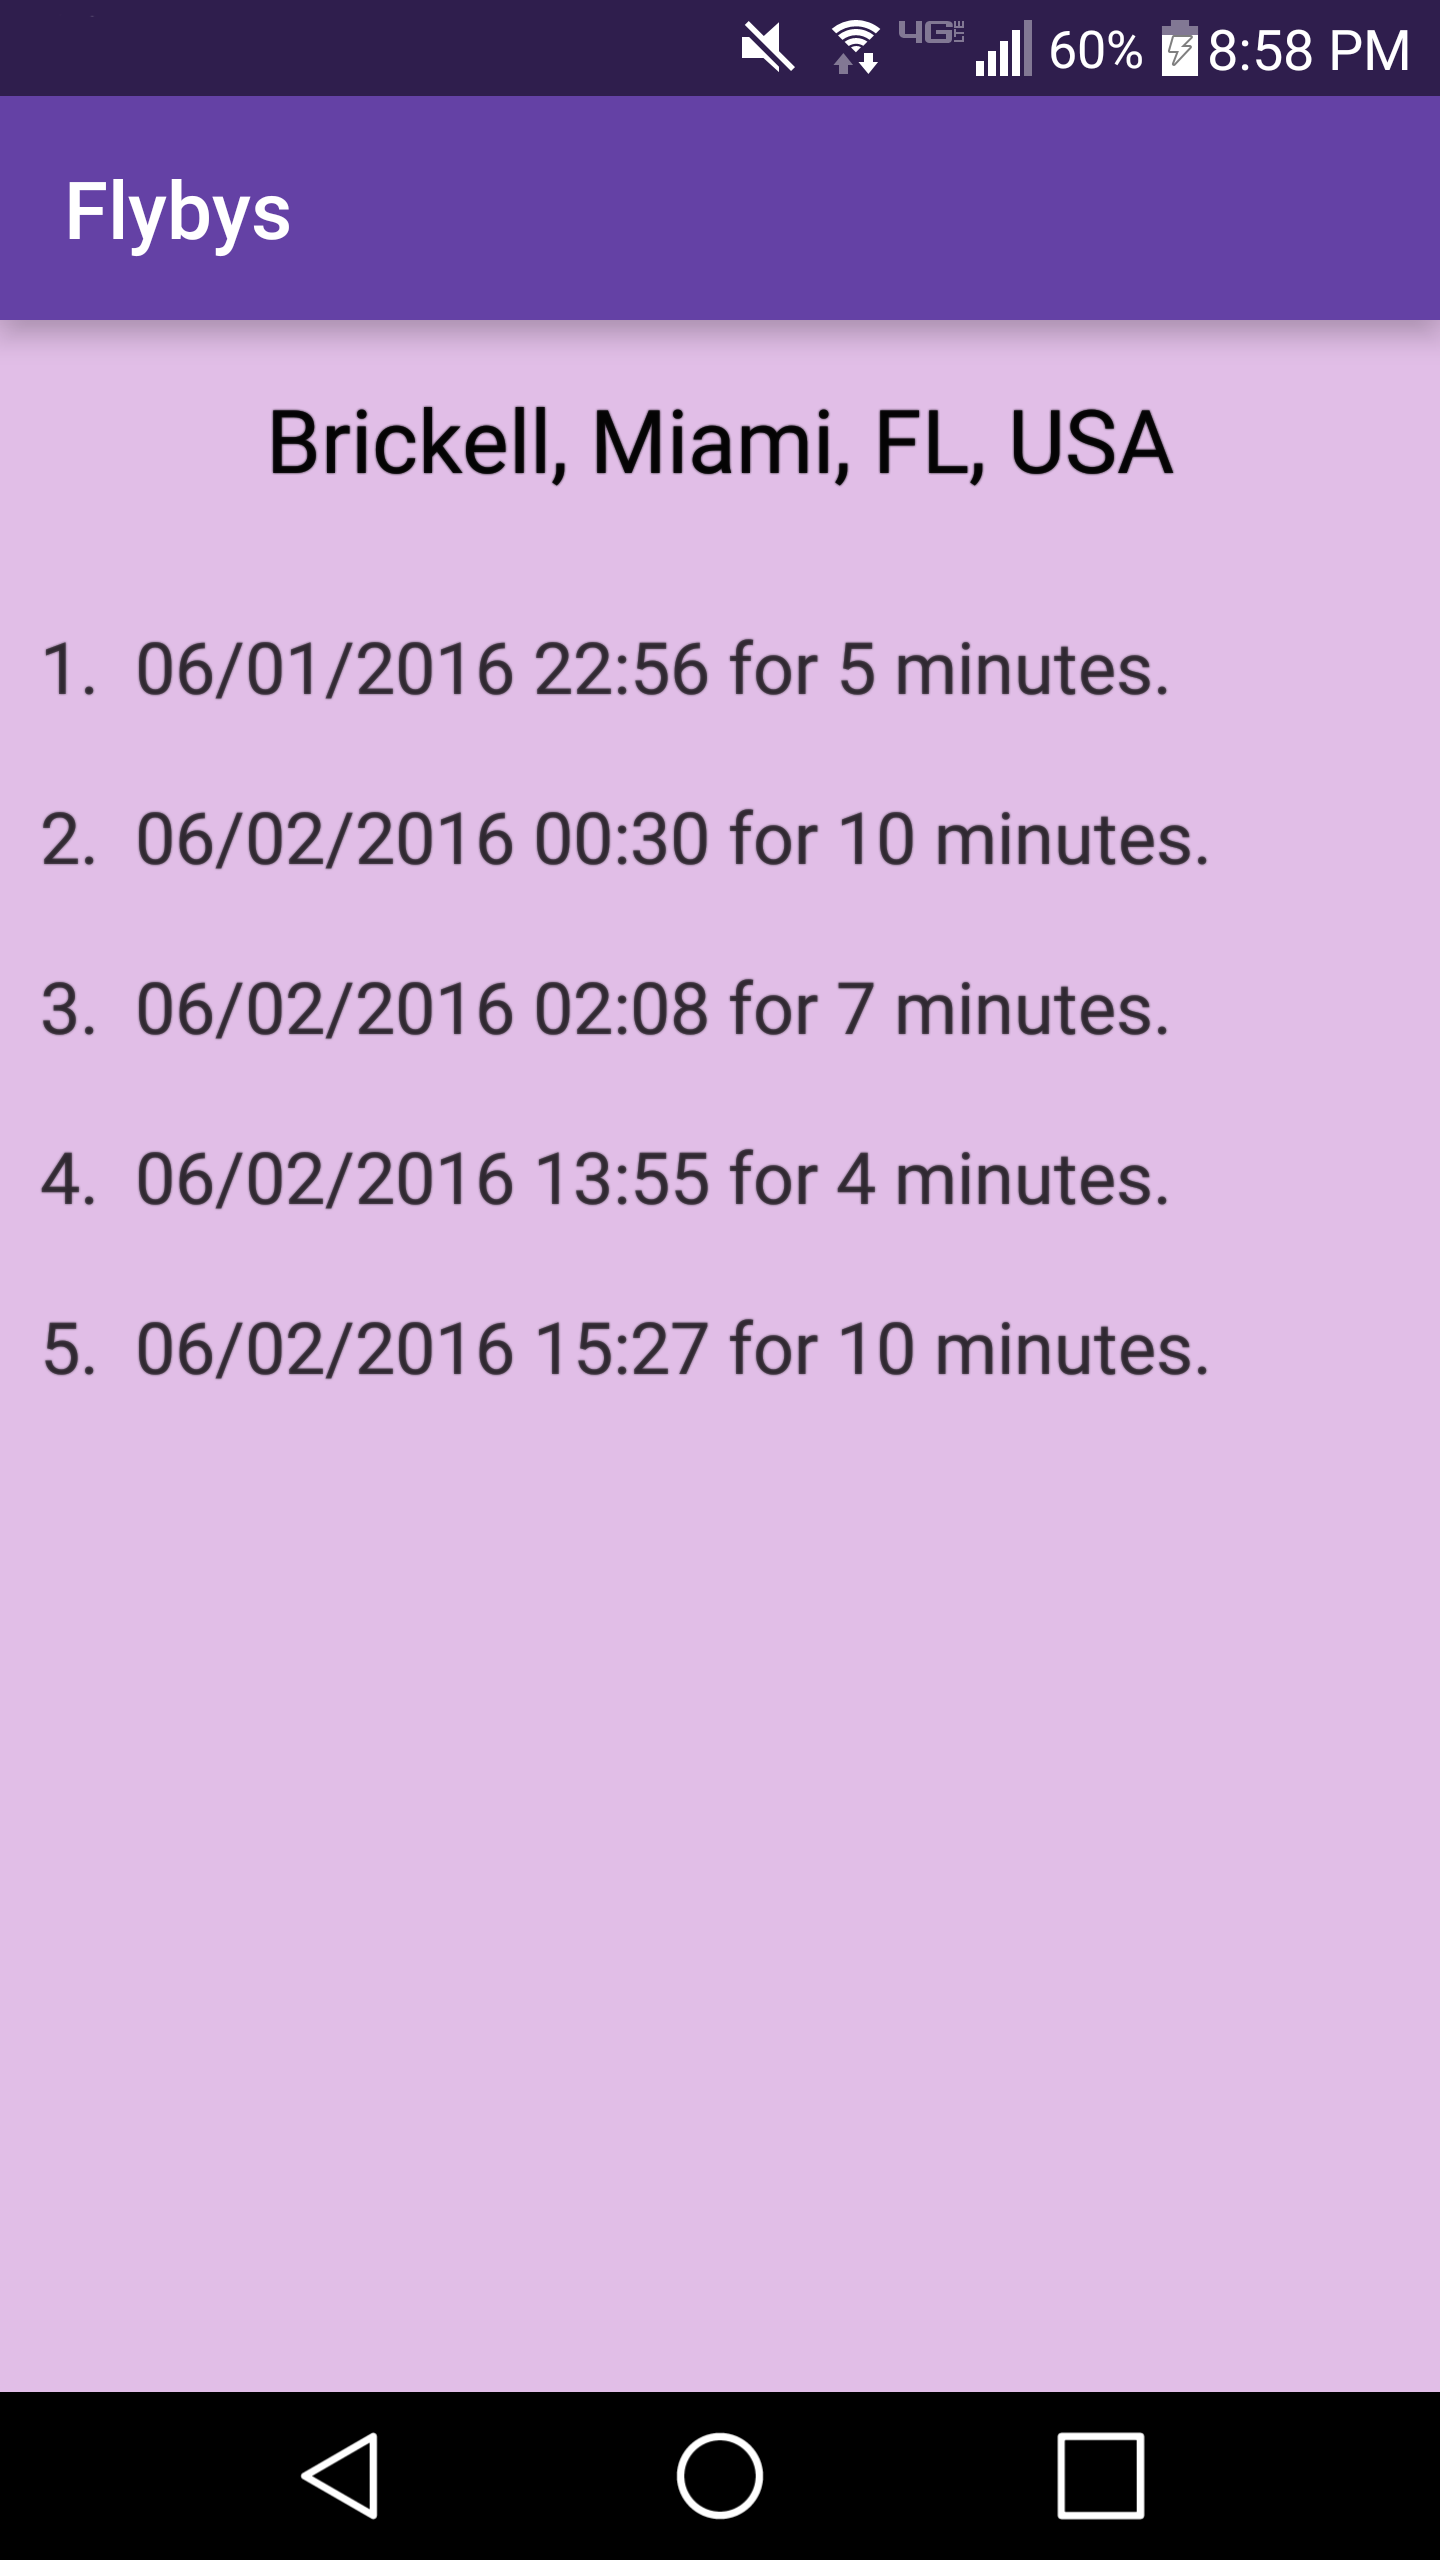 4G LTE 60% 8:58 PM
Flybys
Brickell, Miami, FL, USA
1. 06/01/2016 22:56 for 5 minutes.
2. 06/02/2016 00:30 for 10 minutes.
3. 06/02/2016 02:08 for 7 minutes.
4. 06/02/2016 13:55 for 4 minutes.
5. 06/02/2016 15:27 for 10 minutes.